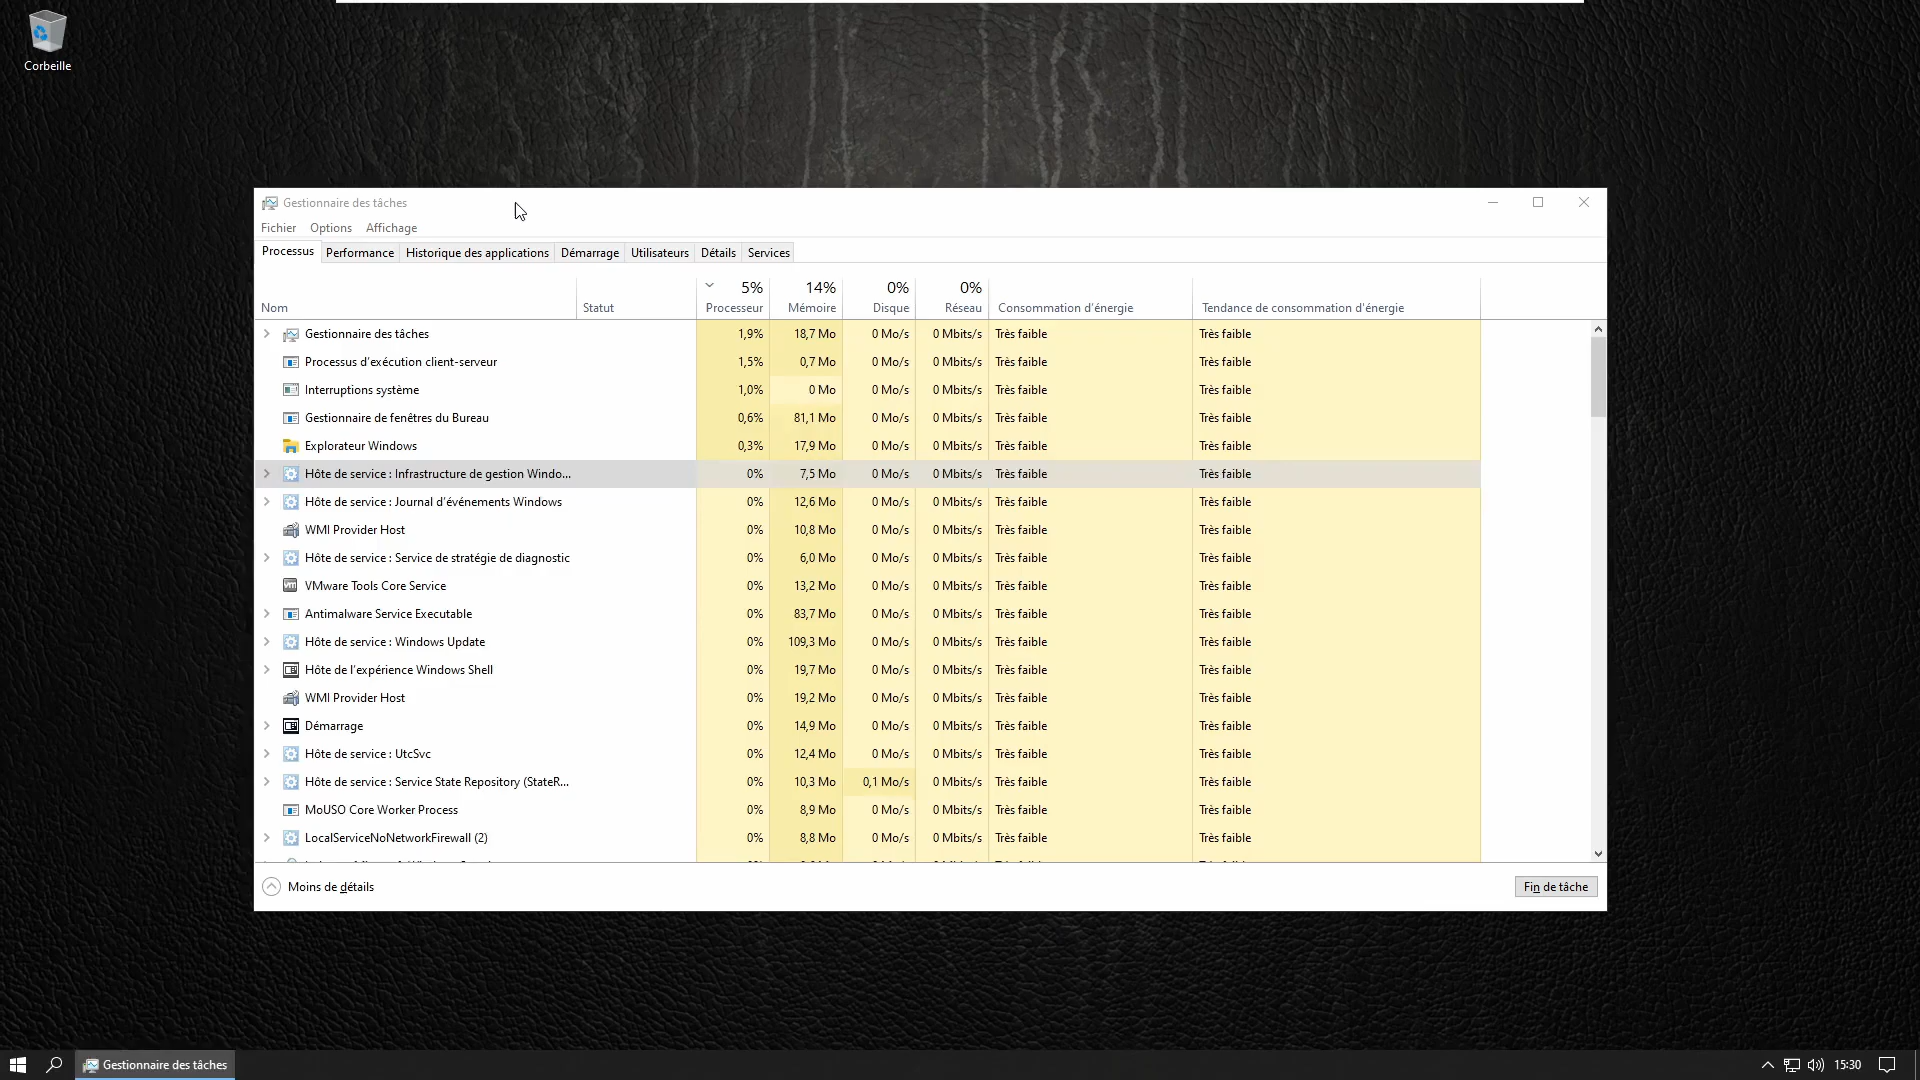 Corbeille
Gestionnaire des tâches
Fichier Options Affichage
Processus Performance Historique des applications Démarrage Utilisateurs Détails Services
5% 14% 0% 0%
Nom Statut Processeur Mémoire Disque Réseau Consommation d'énergie Tendance de consommation d'énergie
Gestionnaire des tâches 1,9% 18,7 Mo 0 Mo/s 0 Mbits/s Très faible Très faible
Processus d'exécution client-serveur 1,5% 0,7 Mo 0 Mo/s 0 Mbits/s Très faible Très faible
Interruptions système 1,0% 0 Mo 0 Mo/s 0 Mbits/s Très faible Très faible
Gestionnaire de fenêtres du Bureau 0,6% 81,1 Mo 0 Mo/s 0 Mbits/s Très faible Très faible
Explorateur Windows 0,3% 17,9 Mo 0 Mo/s 0 Mbits/s Très faible Très faible
Hôte de service : Infrastructure de gestion Windo... 0% 7,5 Mo 0 Mo/s 0 Mbits/s Très faible Très faible
Hôte de service : Journal d'événements Windows 0% 12,6 Mo 0 Mo/s 0 Mbits/s Très faible Très faible
WMI Provider Host 0% 10,8 Mo 0 Mo/s 0 Mbits/s Très faible Très faible
Hôte de service : Service de stratégie de diagnostic 0% 6,0 Mo 0 Mo/s 0 Mbits/s Très faible Très faible
VMware Tools Core Service 0% 13,2 Mo 0 Mo/s 0 Mbits/s Très faible Très faible
Antimalware Service Executable 0% 83,7 Mo 0 Mo/s 0 Mbits/s Très faible Très faible
Hôte de service : Windows Update 0% 109,3 Mo 0 Mo/s 0 Mbits/s Très faible Très faible
Hôte de l'expérience Windows Shell 0% 19,7 Mo 0 Mo/s 0 Mbits/s Très faible Très faible
WMI Provider Host 0% 19,2 Mo 0 Mo/s 0 Mbits/s Très faible Très faible
Démarrage 0% 14,9 Mo 0 Mo/s 0 Mbits/s Très faible Très faible
Hôte de service : UtcSvc 0% 12,4 Mo 0 Mo/s 0 Mbits/s Très faible Très faible
Hôte de service : Service State Repository (StateR... 0% 10,3 Mo 0,1 Mo/s 0 Mbits/s Très faible Très faible
MoUSO Core Worker Process 0% 8,9 Mo 0 Mo/s 0 Mbits/s Très faible Très faible
LocalServiceNoNetworkFirewall (2) 0% 8,8 Mo 0 Mo/s 0 Mbits/s Très faible Très faible
Moins de détails Fin de tâche
Gestionnaire des tâches 15:30